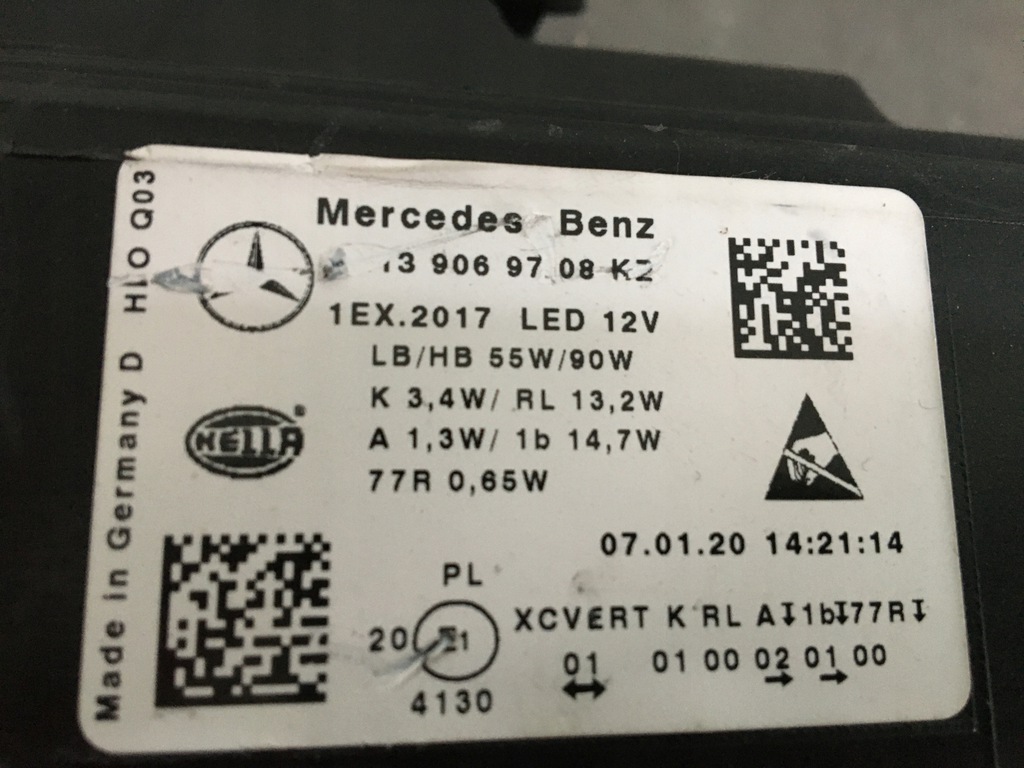 Mercedes Benz
13 906 97 08 KZ
1EX.2017 LED 12V
LB/HB 55W/90W
K 3,4W/ RL 13,2W
A 1,3W/ 1b 14,7W
77R 0,65W
HELLA®
Made in Germany D HLO Q03
07.01.20 14:21:14
PL
XCVERT K RL A↧1b↧77R↧
20 E1
01 01 00 02 01 00
↔ → →
4130